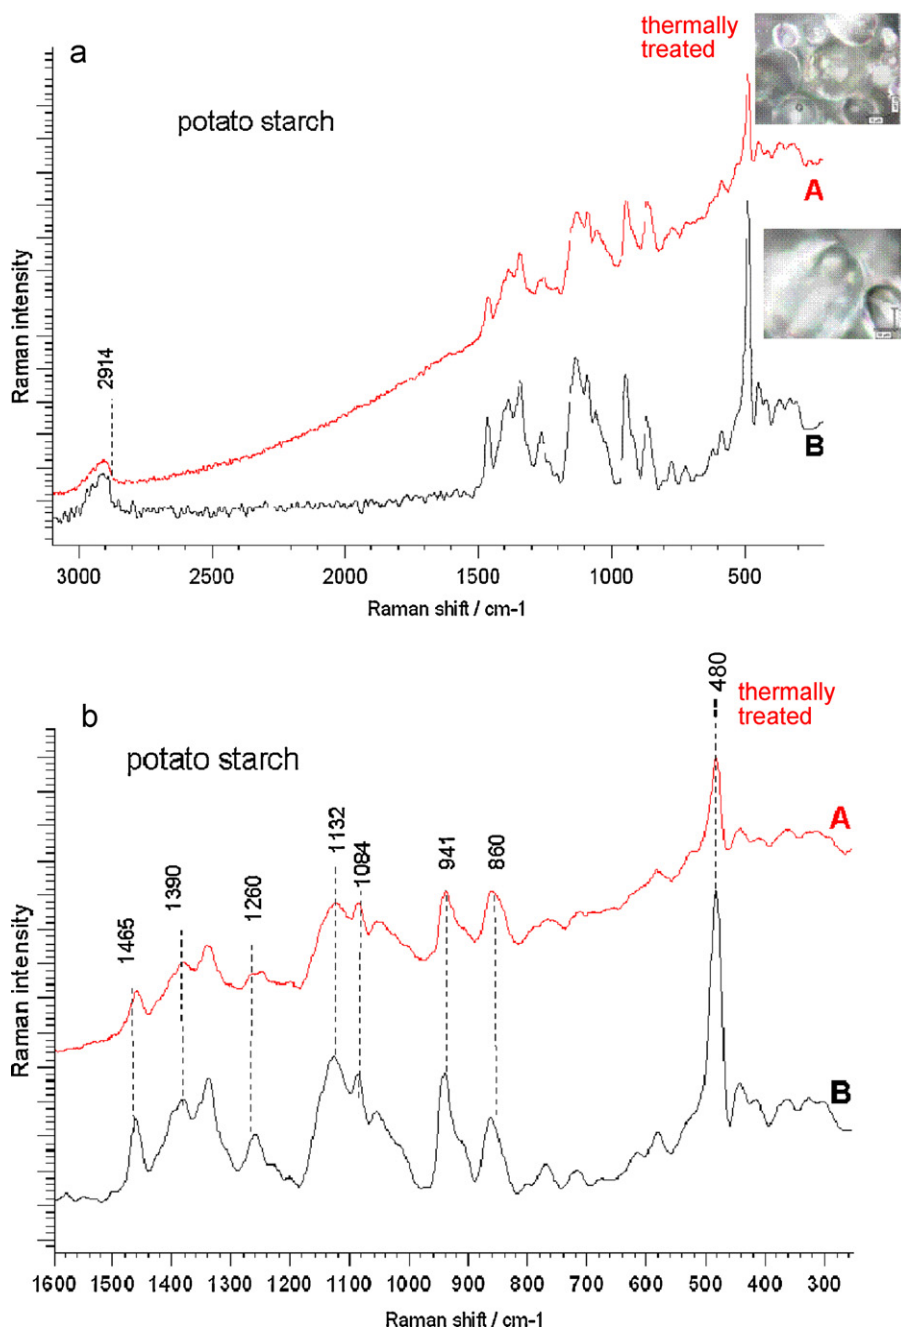 a
thermally
treated
potato starch
A
B
2914
Raman intensity
3000 2500 2000 1500 1000 500
Raman shift / cm-1
b
thermally
treated
potato starch
480
A
1465 1390 1260 1132 1084 941 860
B
Raman intensity
1600 1500 1400 1300 1200 1100 1000 900 800 700 600 500 400 300
Raman shift / cm-1